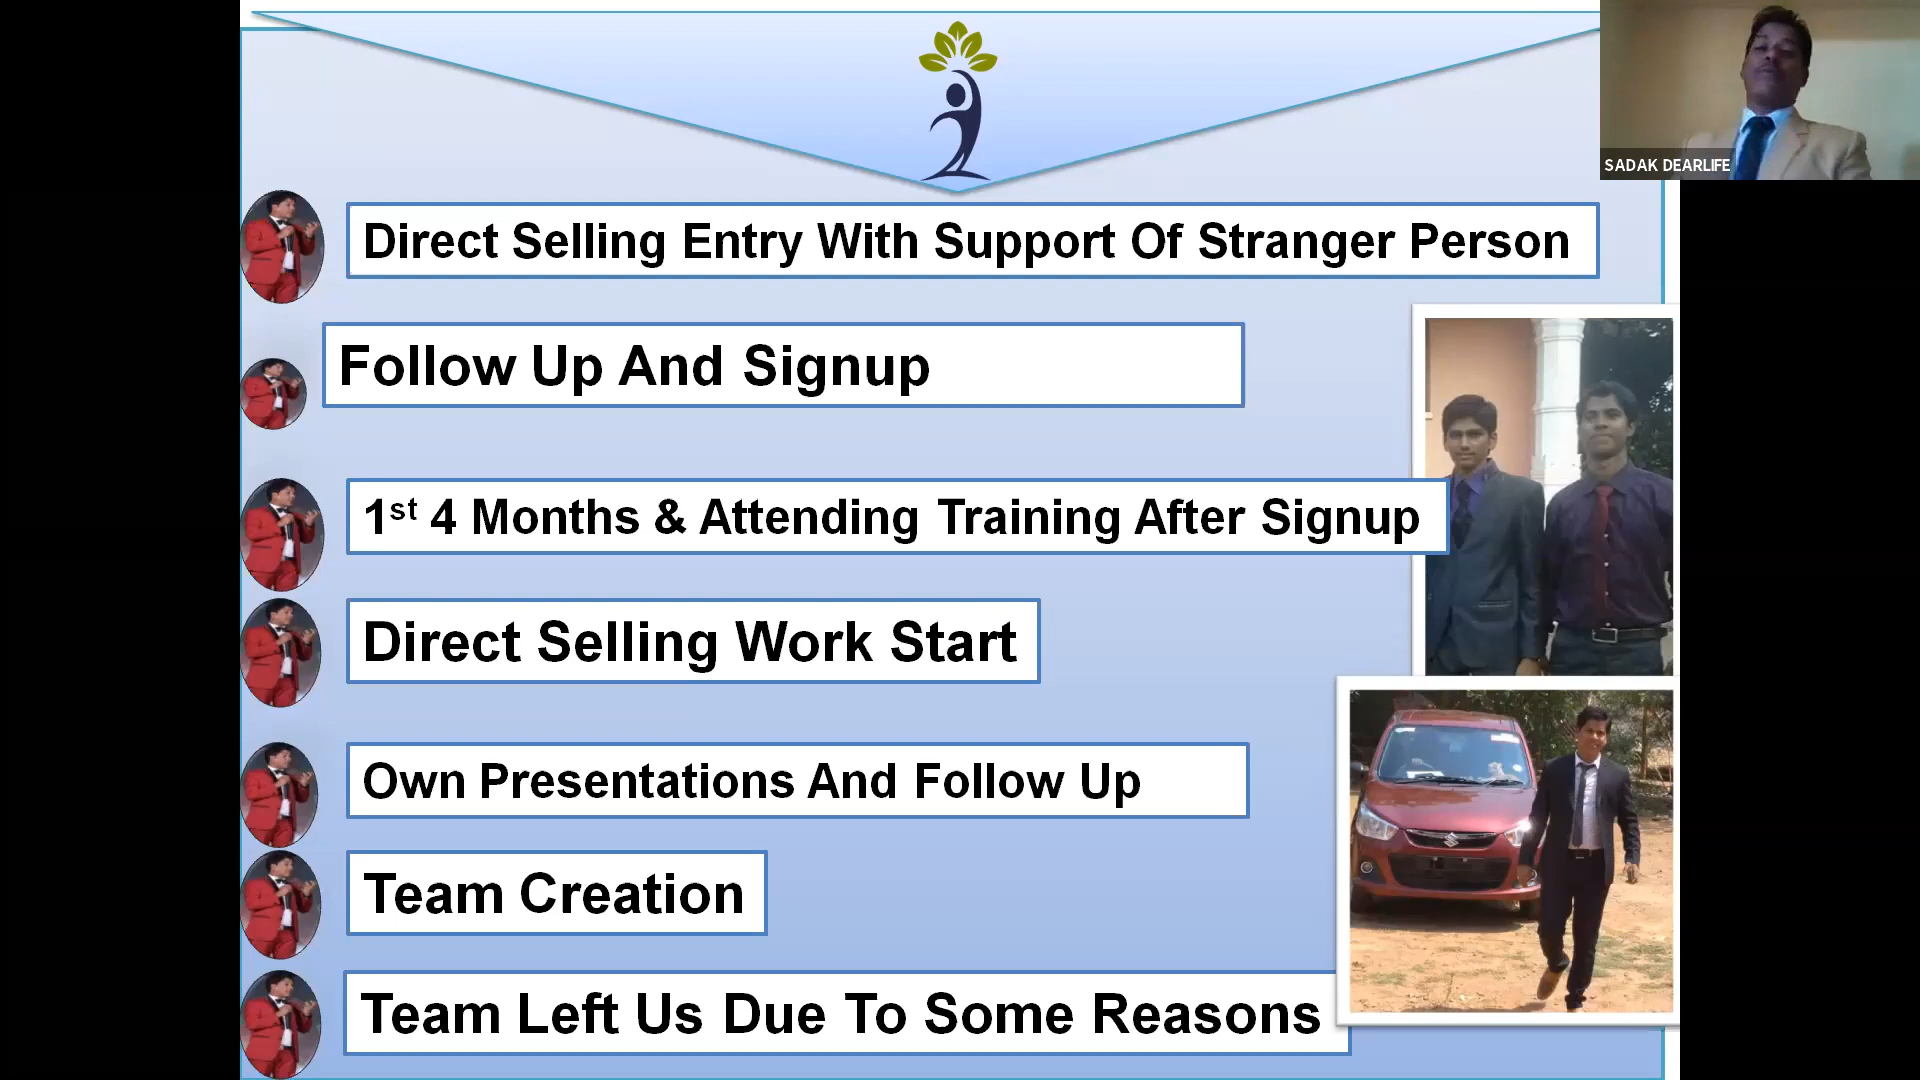 SADAK DEARLIFE
Direct Selling Entry With Support Of Stranger Person
Follow Up And Signup
1st 4 Months & Attending Training After Signup
Direct Selling Work Start
Own Presentations And Follow Up
Team Creation
Team Left Us Due To Some Reasons